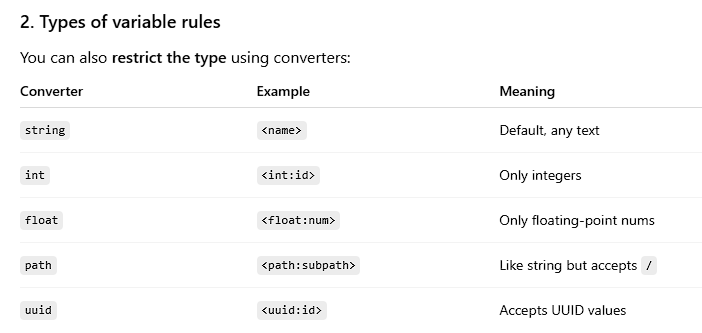 2. Types of variable rules
You can also restrict the type using converters:
Converter Example Meaning
string <name> Default, any text
int <int:id> Only integers
float <float:num> Only floating-point nums
path <path:subpath> Like string but accepts /
uuid <uuid:id> Accepts UUID values